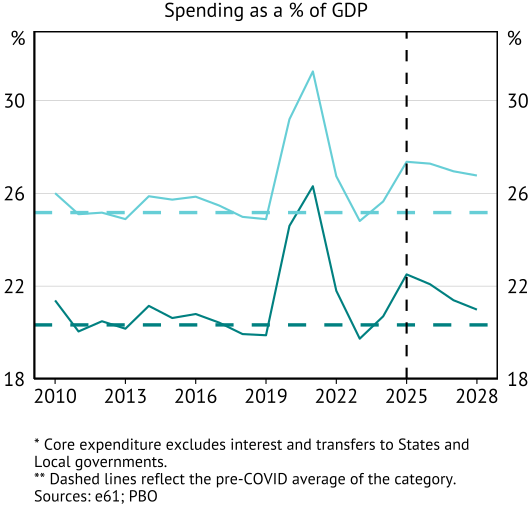 Spending as a % of GDP
% %
30 30
26 26
22 22
18 18
2010 2013 2016 2019 2022 2025 2028
* Core expenditure excludes interest and transfers to States and
Local governments.
** Dashed lines reflect the pre-COVID average of the category.
Sources: e61; PBO